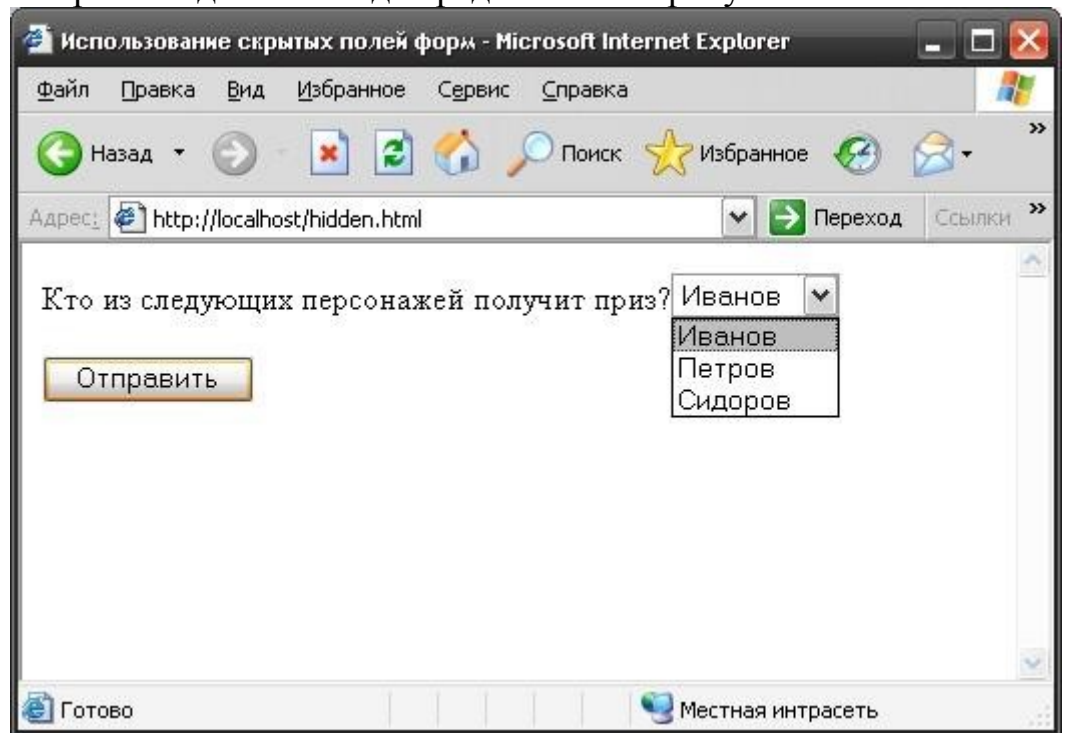 Использование скрытых полей форм - Microsoft Internet Explorer
Файл Правка Вид Избранное Сервис Справка
Назад Поиск Избранное »
Адрес: http://localhost/hidden.html Переход Ссылки »
Кто из следующих персонажей получит приз? Иванов
Иванов
Петров
Сидоров
Отправить
Готово Местная интрасеть